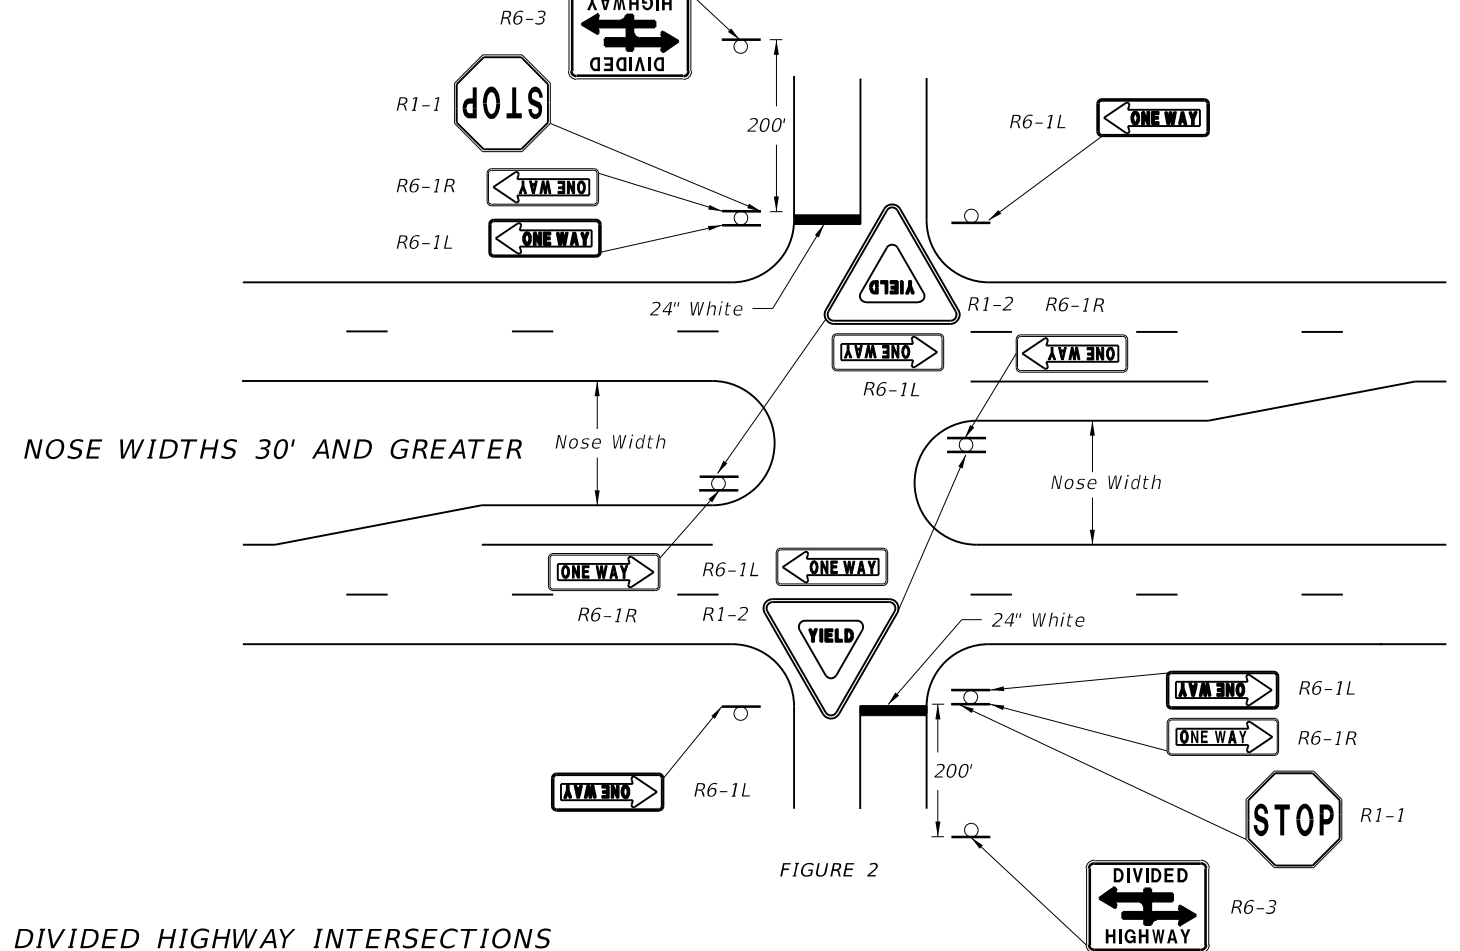 R6-3
HIGHWAY
DIVIDED
R1-1
STOP
200'
R6-1L
ONE WAY
R6-1R
ONE WAY
R6-1L
ONE WAY
24" White
YIELD
R1-2
R6-1R
ONE WAY
ONE WAY
R6-1L
NOSE WIDTHS 30' AND GREATER
Nose Width
Nose Width
ONE WAY
R6-1R
R6-1L
ONE WAY
R1-2
YIELD
24" White
ONE WAY
R6-1L
ONE WAY
R6-1R
ONE WAY
R6-1L
200'
STOP
R1-1
FIGURE 2
DIVIDED
HIGHWAY
R6-3
DIVIDED HIGHWAY INTERSECTIONS